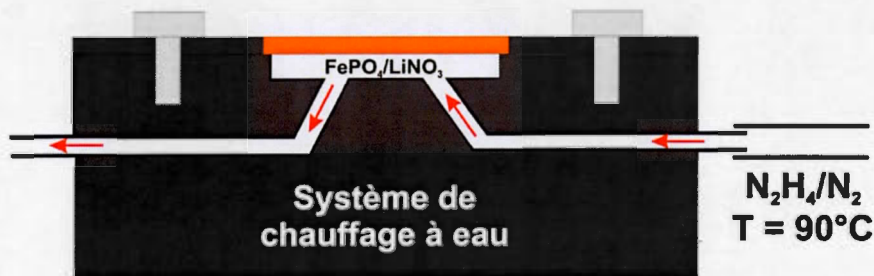 FePO₄/LiNO₃
Système de
chauffage à eau
N₂H₄/N₂
T = 90°C